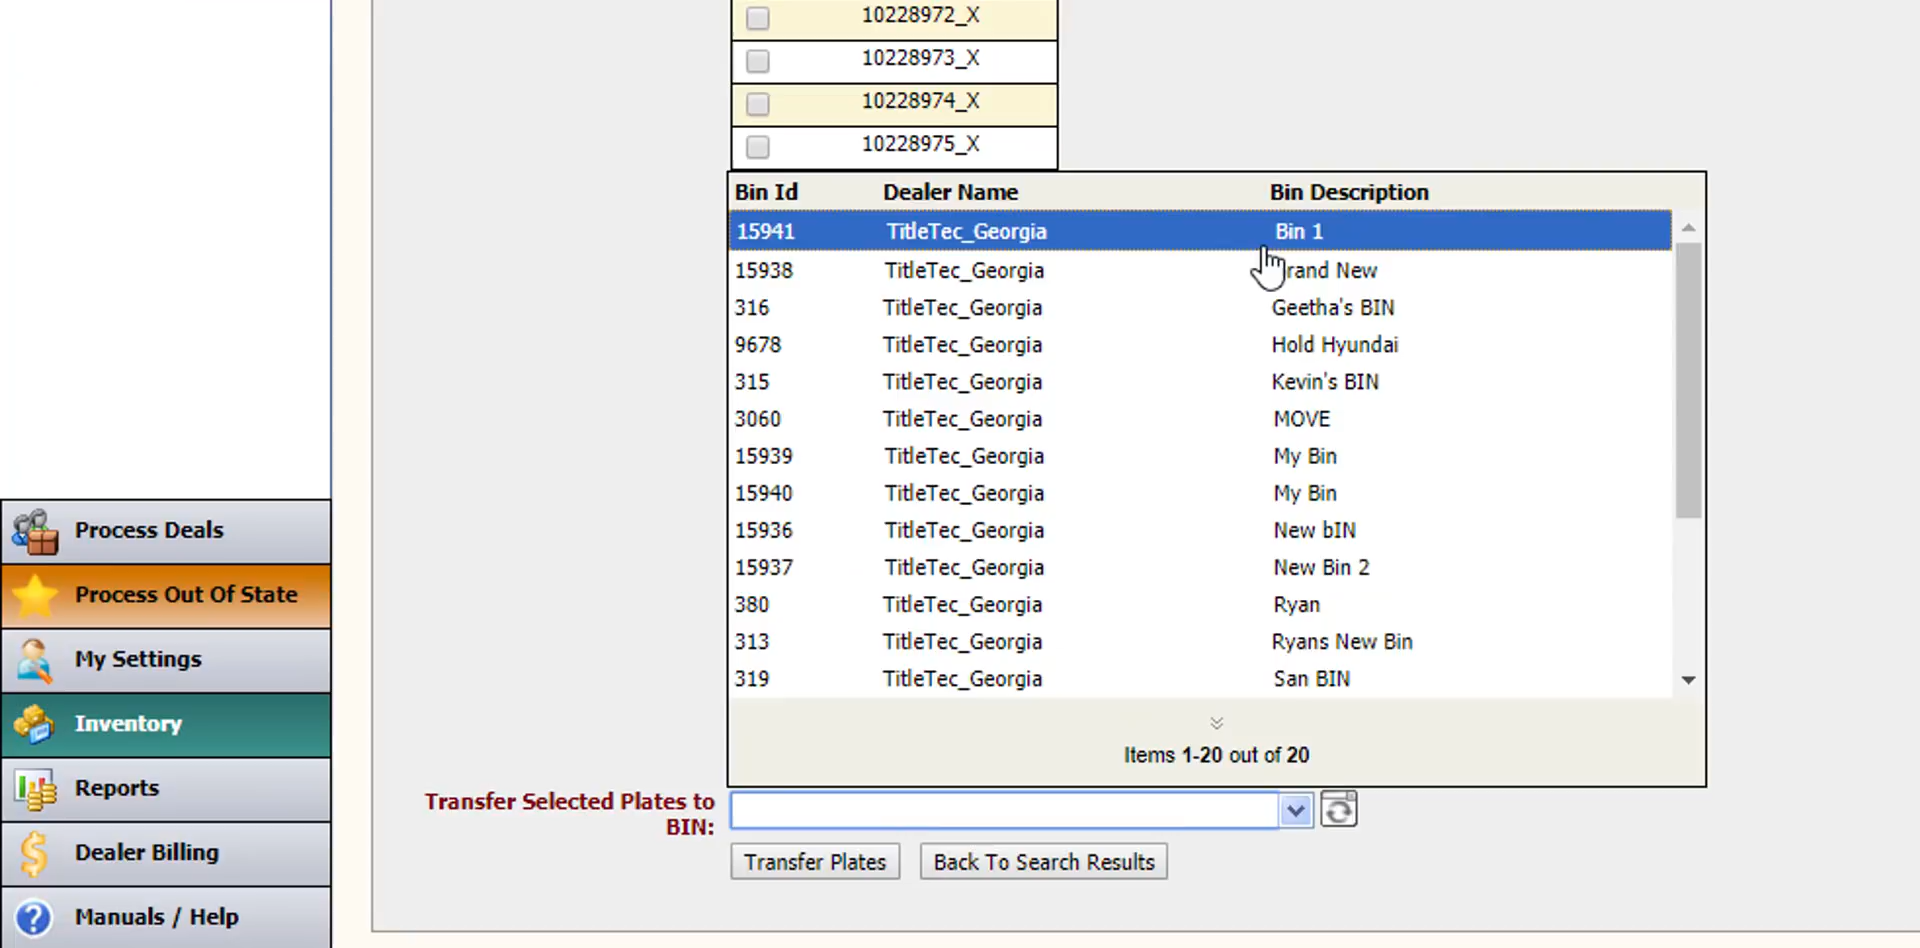 10228972_X
10228973_X
10228974_X
10228975_X
Bin Id Dealer Name Bin Description
15941 TitleTec_Georgia Bin 1
15938 TitleTec_Georgia rand New
316 TitleTec_Georgia Geetha's BIN
9678 TitleTec_Georgia Hold Hyundai
315 TitleTec_Georgia Kevin's BIN
3060 TitleTec_Georgia MOVE
15939 TitleTec_Georgia My Bin
15940 TitleTec_Georgia My Bin
15936 TitleTec_Georgia New bIN
15937 TitleTec_Georgia New Bin 2
380 TitleTec_Georgia Ryan
313 TitleTec_Georgia Ryans New Bin
319 TitleTec_Georgia San BIN
Items 1-20 out of 20
Transfer Selected Plates to
BIN:
Transfer Plates Back To Search Results
Process Deals
Process Out Of State
My Settings
Inventory
Reports
Dealer Billing
Manuals / Help